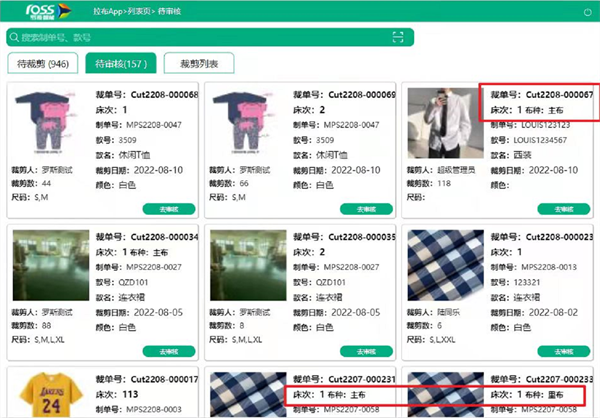 ross
拉布App>列表页> 待审核
搜索制单号、款号
待裁剪 (946)
待审核(157 )
裁剪列表
裁单号：Cut2208-000068
床次：1
制单号：MPS2208-0047
款号：3509
款名：休闲T恤
裁剪人：罗斯测试
裁剪日期：2022-08-10
裁剪数：44
颜色：白色
尺码：S,M
去审核
裁单号：Cut2208-000069
床次：2
制单号：MPS2208-0047
款号：3509
款名：休闲T恤
裁剪人：罗斯测试
裁剪日期：2022-08-10
裁剪数：66
颜色：白色
尺码：S,M
去审核
裁单号：Cut2208-000067
床次：1 布种：主布
制单号：LOUIS123123
款号：LOUIS1234567
款名：西装
裁剪人：超级管理员
裁剪日期：2022-08-10
裁剪数：118
颜色：
尺码：
去审核
裁单号：Cut2208-000034
床次：1 布种：主布
制单号：MPS2208-0027
款号：QZD101
款名：连衣裙
裁剪人：罗斯测试
裁剪日期：2022-08-05
裁剪数：88
颜色：白色
尺码：S,M,L,XL
去审核
裁单号：Cut2208-000035
床次：2
制单号：MPS2208-0027
款号：QZD101
款名：连衣裙
裁剪人：罗斯测试
裁剪日期：2022-08-05
裁剪数：8
颜色：白色
尺码：S,M,L,XL
去审核
裁单号：Cut2208-000023
床次：1
制单号：MPS2208-0013
款号：123321
款名：连衣裙
裁剪人：陆同乐
裁剪日期：2022-08-02
裁剪数：6
颜色：白色
尺码：S,L,XXL
去审核
LAKERS
24
裁单号：Cut2208-000017
床次：113
制单号：MPS2208-0003
裁单号：Cut2207-000231
床次：1 布种：主布
制单号：MPS2207-0058
裁单号：Cut2207-000233
床次：1 布种：里布
制单号：MPS2207-0058